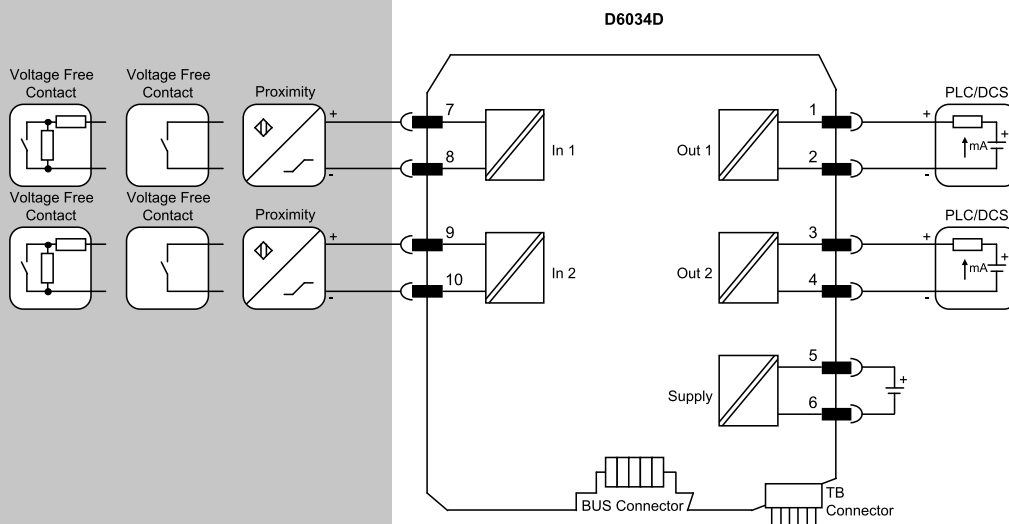 D6034D
Voltage Free
Contact
Voltage Free
Contact
Proximity
+
-
7
8
In 1
Out 1
1
2
+
-
PLC/DCS
mA
+
Voltage Free
Contact
Voltage Free
Contact
Proximity
+
-
9
10
In 2
Out 2
3
4
+
-
PLC/DCS
mA
+
Supply
5
6
+
BUS Connector
TB
Connector